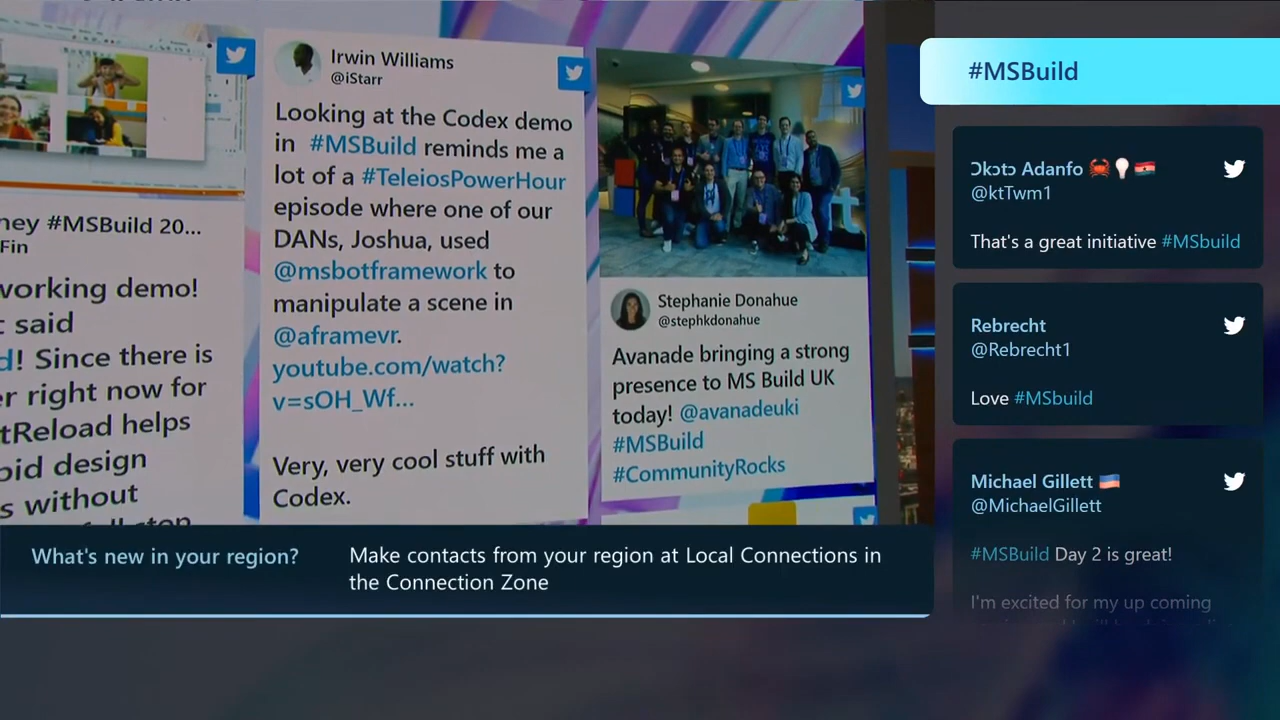 ney #MSBuild 20...
Fin
working demo!
t said
d! Since there is
er right now for
tReload helps
pid design
s without
Irwin Williams
@iStarr
Looking at the Codex demo
in #MSBuild reminds me a
lot of a #TeleiosPowerHour
episode where one of our
DANs, Joshua, used
@msbotframework to
manipulate a scene in
@aframevr.
youtube.com/watch?
v=sOH_Wf...
Very, very cool stuff with
Codex.
Stephanie Donahue
@stephkdonahue
Avanade bringing a strong
presence to MS Build UK
today! @avanadeuki
#MSBuild
#CommunityRocks
What's new in your region?
Make contacts from your region at Local Connections in
the Connection Zone
#MSBuild
Ɔkɔtɔ Adanfo 🦀💡🇬🇭
@ktTwm1
That's a great initiative #MSbuild
Rebrecht
@Rebrecht1
Love #MSbuild
Michael Gillett
@MichaelGillett
#MSBuild Day 2 is great!
I'm excited for my up coming